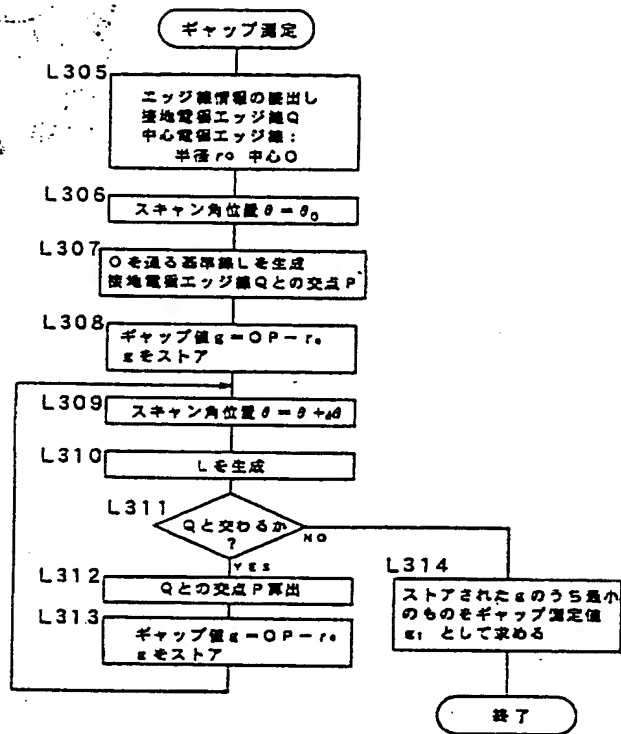 ギャップ測定
L305
エッジ線情報の読出し
接地電極エッジ線Q
中心電極エッジ線:
半径r₀ 中心O
L306
スキャン角位置θ=θ₀
L307
Oを通る基準線Lを生成
接地電極エッジ線Qとの交点P
L308
ギャップ値g=OP-r₀
gをストア
L309
スキャン角位置θ=θ+dθ
L310
Lを生成
L311
Qと交わるか
?
NO
YES
L312
Qとの交点P算出
L313
ギャップ値g=OP-r₀
gをストア
L314
ストアされたgのうち最小
のものをギャップ測定値
g₁ として求める
終了